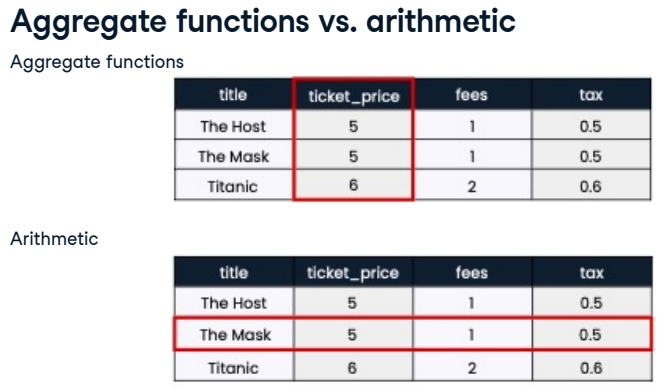 Aggregate functions vs. arithmetic
Aggregate functions
title ticket_price fees tax
The Host 5 1 0.5
The Mask 5 1 0.5
Titanic 6 2 0.6
Arithmetic
title ticket_price fees tax
The Host 5 1 0.5
The Mask 5 1 0.5
Titanic 6 2 0.6